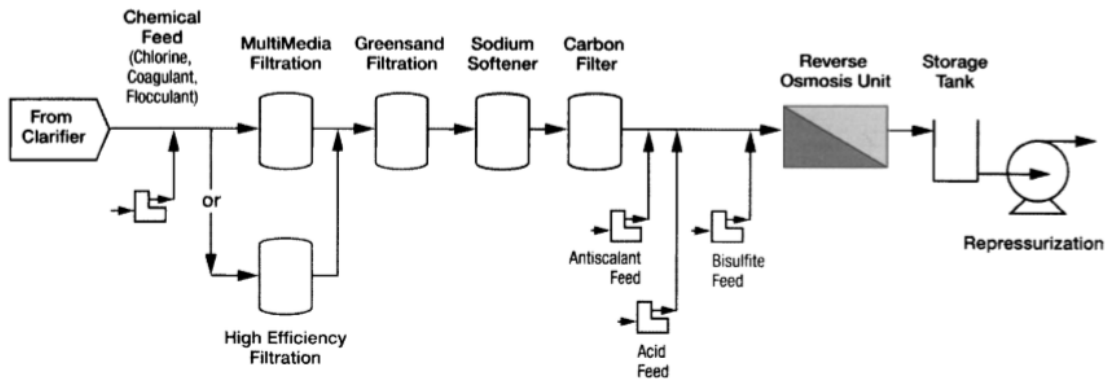 Chemical
Feed
(Chlorine,
Coagulant,
Flocculant)
MultiMedia
Filtration
Greensand
Filtration
Sodium
Softener
Carbon
Filter
Reverse
Osmosis Unit
Storage
Tank
From
Clarifier
or
High Efficiency
Filtration
Antiscalant
Feed
Acid
Feed
Bisulfite
Feed
Repressurization